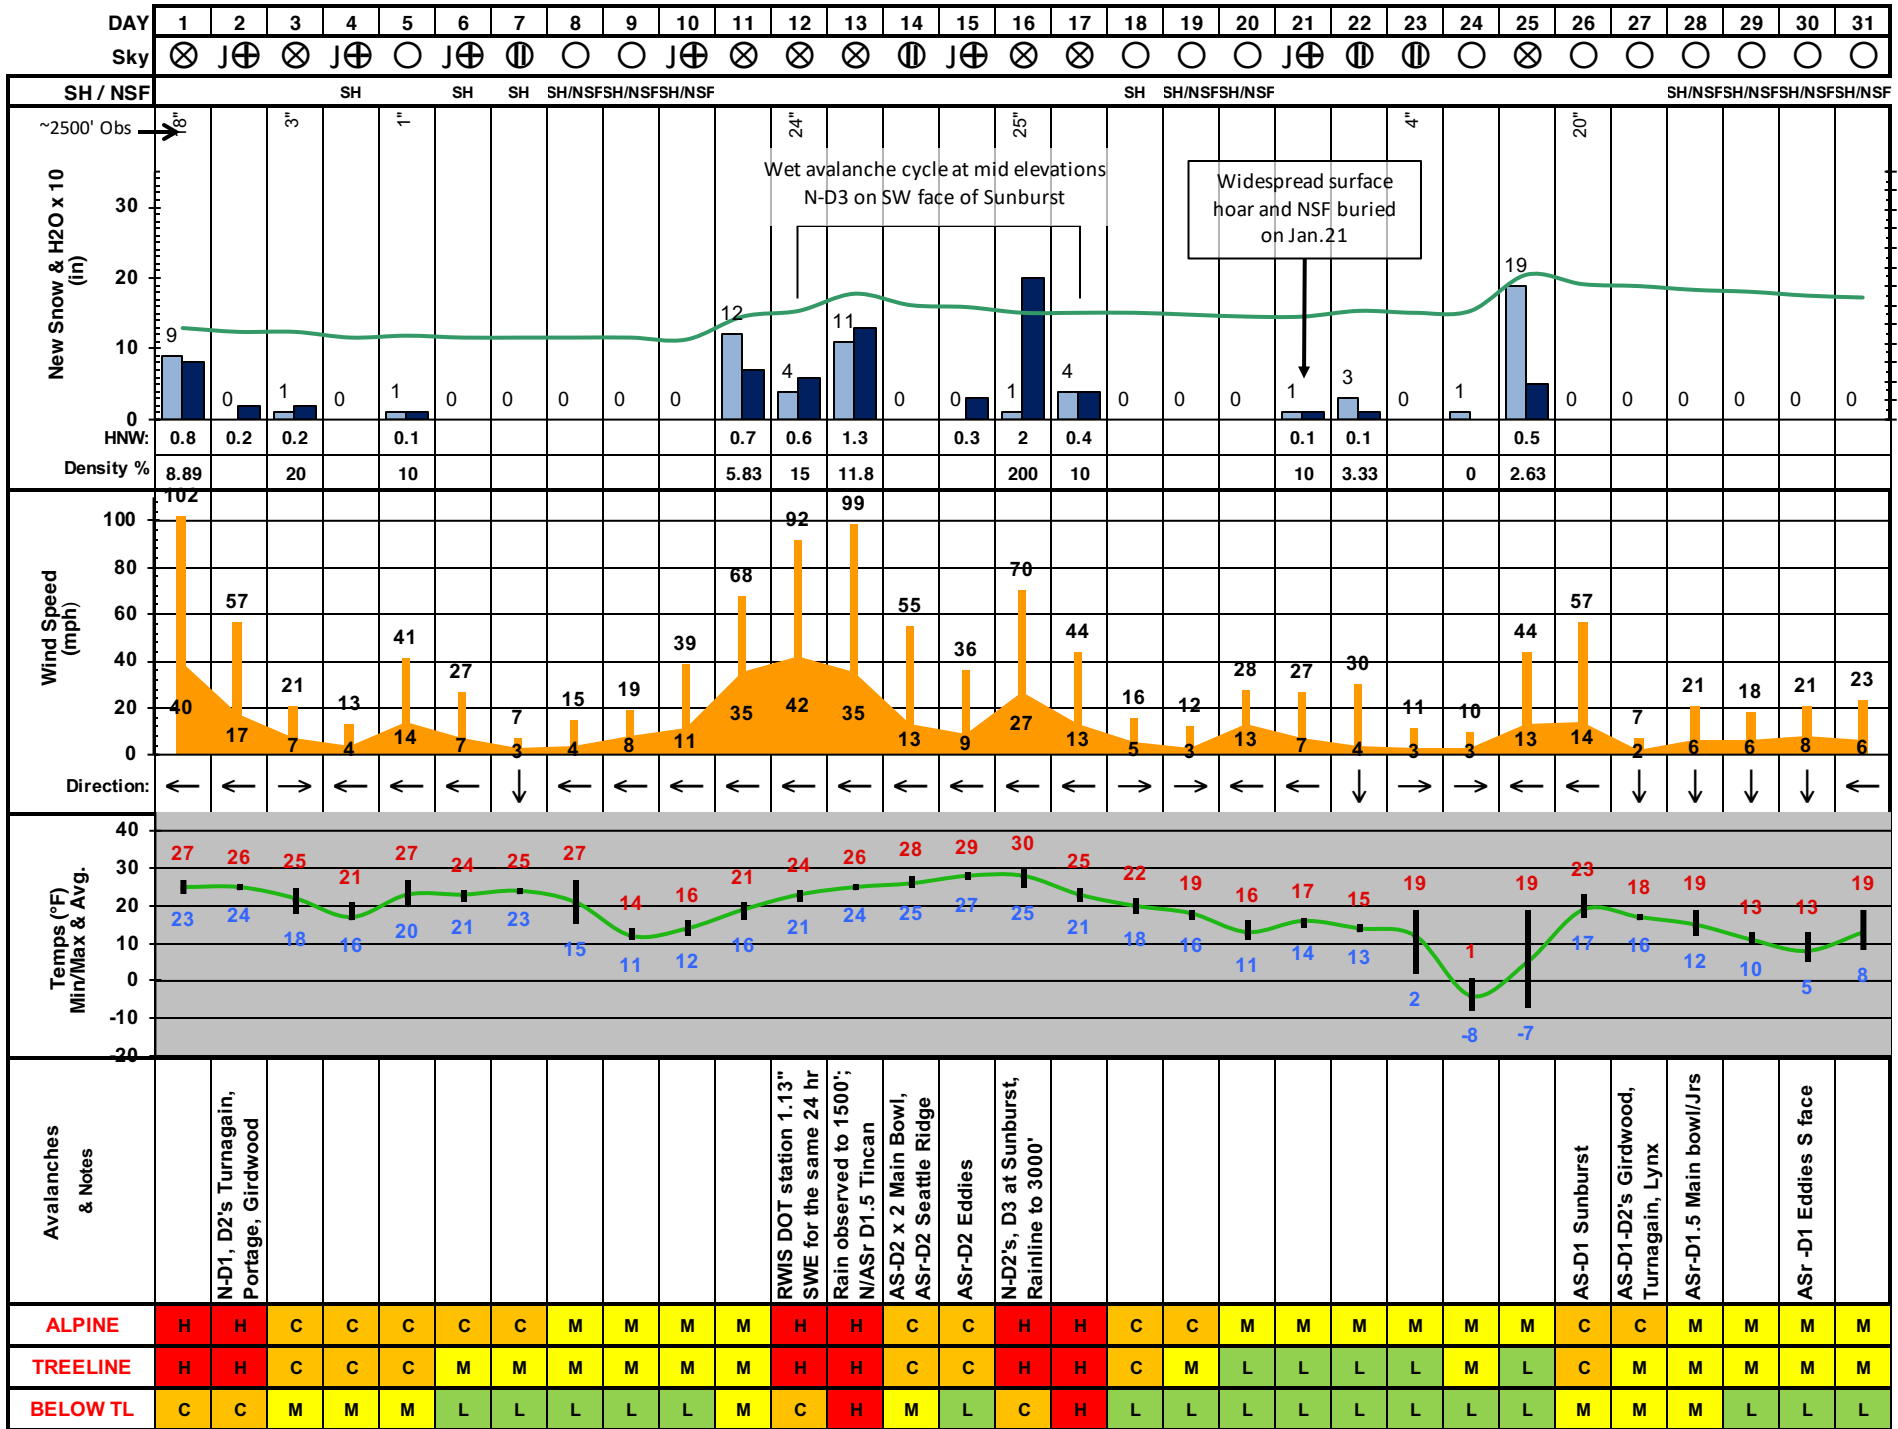 DAY 1 2 3 4 5 6 7 8 9 10 11 12 13 14 15 16 17 18 19 20 21 22 23 24 25 26 27 28 29 30 31
Sky J J J J J J
SH / NSF SH SH SH SH/NSF SH/NSF SH/NSF SH SH/NSF SH/NSF SH/NSF SH/NSF SH/NSF SH/NSF
~2500' Obs 18" 3" 1" 24" 25" 4" 20"
Wet avalanche cycle at mid elevations
N-D3 on SW face of Sunburst
Widespread surface
hoar and NSF buried
on Jan.21
New Snow & H2O x 10
(in)
30
20
10
0
9 0 1 0 1 0 0 0 0 0 12 4 11 0 0 1 4 0 0 0 1 3 0 1 19 0 0 0 0 0 0
HNW: 0.8 0.2 0.2 0.1 0.7 0.6 1.3 0.3 2 0.4 0.1 0.1 0.5
Density % 8.89 20 10 5.83 15 11.8 200 10 10 3.33 0 2.63
Wind Speed
(mph)
100
80
60
40
20
0
102 57 21 13 41 27 7 15 19 39 68 92 99 55 36 70 44 16 12 28 27 30 11 10 44 57 7 21 18 21 23
40 17 7 4 14 7 3 4 8 11 35 42 35 13 9 27 13 5 3 13 7 4 3 3 13 14 2 6 6 8 6
Direction: ← ← → ← ← ← ↓ ← ← ← ← ← ← ← ← ← ← → → ← ← ↓ → → ← ← ↓ ↓ ↓ ↓ ←
Temps (°F)
Min/Max & Avg.
40
30
20
10
0
-10
-20
27 26 25 21 27 24 25 27 14 16 21 24 26 28 29 30 25 22 19 16 17 15 19 1 19 23 18 19 13 13 19
23 24 18 16 20 21 23 15 11 12 16 21 24 25 27 25 21 18 16 11 14 13 2 -8 -7 17 16 12 10 5 8
Avalanches
& Notes
N-D1, D2's Turnagain,
Portage, Girdwood
RWIS DOT station 1.13"
SWE for the same 24 hr
Rain observed to 1500';
N/ASr D1.5 Tincan
AS-D2 x 2 Main Bowl,
ASr-D2 Seattle Ridge
ASr-D2 Eddies
N-D2's, D3 at Sunburst,
Rainline to 3000'
AS-D1 Sunburst
AS-D1-D2's Girdwood,
Turnagain, Lynx
ASr-D1.5 Main bowl/Jrs
ASr -D1 Eddies S face
ALPINE H H C C C C C M M M M H H C C H H C C M M M M M M C C M M M M
TREELINE H H C C C M M M M M M H H C C H H C M L L L L M L C M M M M M
BELOW TL C C M M M L L L L L M C H M L C H L L L L L L L L M M M L L L